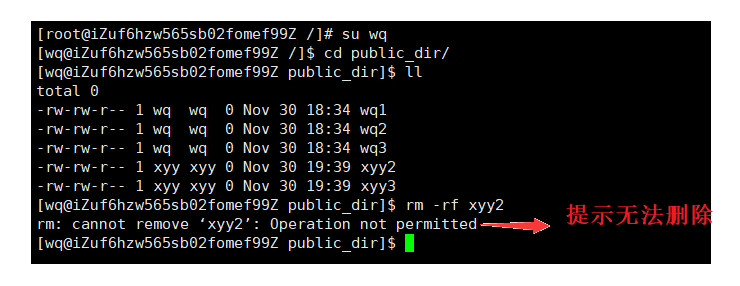 [root@iZuf6hzw565sb02fomef99Z /]# su wq
[wq@iZuf6hzw565sb02fomef99Z /]$ cd public_dir/
[wq@iZuf6hzw565sb02fomef99Z public_dir]$ ll
total 0
-rw-rw-r-- 1 wq  wq  0 Nov 30 18:34 wq1
-rw-rw-r-- 1 wq  wq  0 Nov 30 18:34 wq2
-rw-rw-r-- 1 wq  wq  0 Nov 30 18:34 wq3
-rw-rw-r-- 1 xyy xyy 0 Nov 30 19:39 xyy2
-rw-rw-r-- 1 xyy xyy 0 Nov 30 19:39 xyy3
[wq@iZuf6hzw565sb02fomef99Z public_dir]$ rm -rf xyy2
rm: cannot remove ‘xyy2’: Operation not permitted
提示无法删除
[wq@iZuf6hzw565sb02fomef99Z public_dir]$